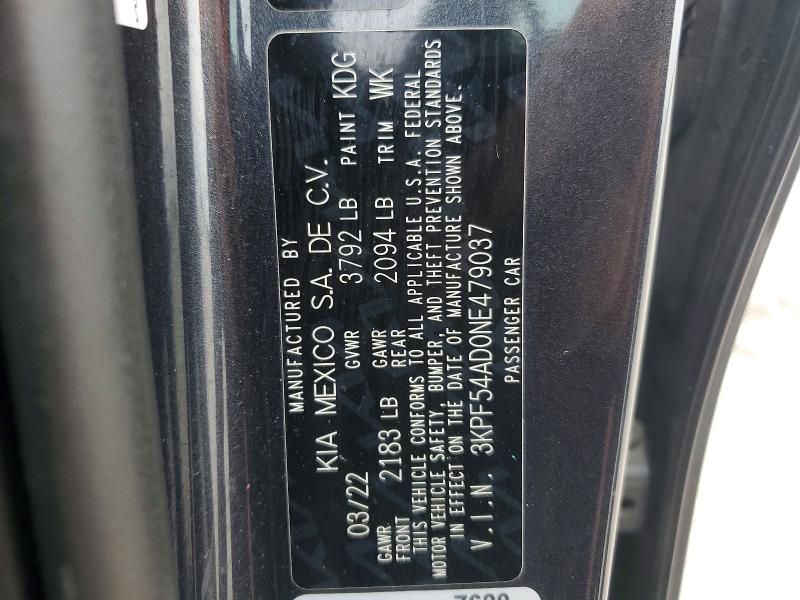 MANUFACTURED BY
KIA MEXICO S.A. DE C.V.
03/22 GVWR 3792 LB PAINT KDG
GAWR FRONT 2183 LB GAWR REAR 2094 LB TRIM WK
THIS VEHICLE CONFORMS TO ALL APPLICABLE U.S.A. FEDERAL
MOTOR VEHICLE SAFETY, BUMPER, AND THEFT PREVENTION STANDARDS
IN EFFECT ON THE DATE OF MANUFACTURE SHOWN ABOVE.
V.I.N. 3KPF54AD0NE479037
PASSENGER CAR